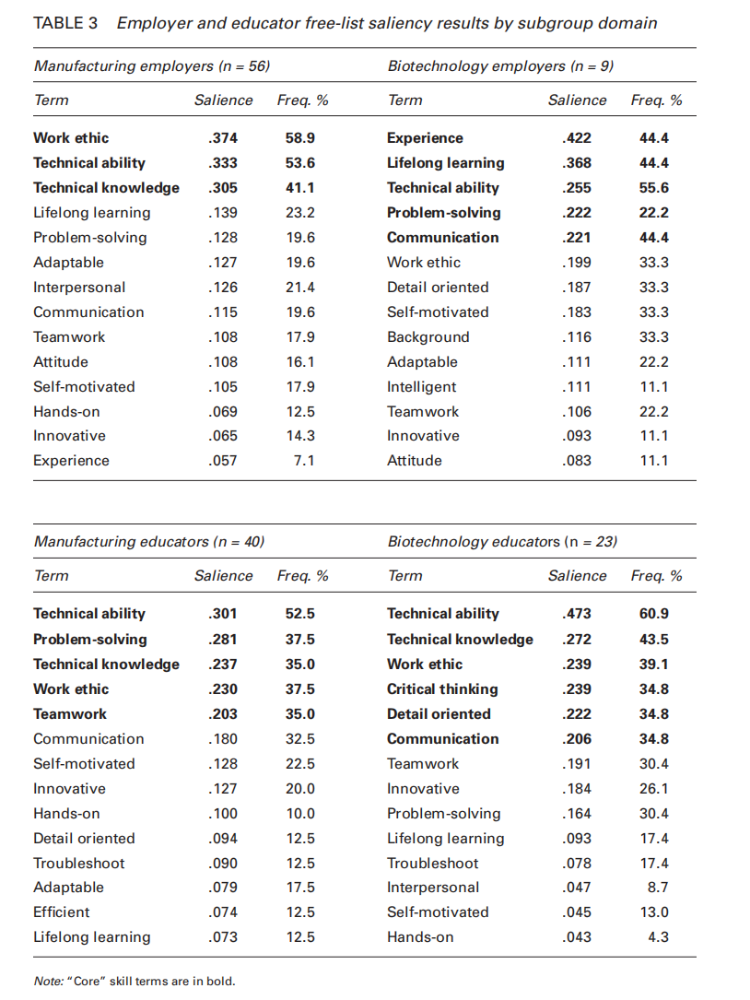 TABLE 3 Employer and educator free-list saliency results by subgroup domain
Manufacturing employers (n = 56) Biotechnology employers (n = 9)
Term Salience Freq. % Term Salience Freq. %
Work ethic .374 58.9 Experience .422 44.4
Technical ability .333 53.6 Lifelong learning .368 44.4
Technical knowledge .305 41.1 Technical ability .255 55.6
Lifelong learning .139 23.2 Problem-solving .222 22.2
Problem-solving .128 19.6 Communication .221 44.4
Adaptable .127 19.6 Work ethic .199 33.3
Interpersonal .126 21.4 Detail oriented .187 33.3
Communication .115 19.6 Self-motivated .183 33.3
Teamwork .108 17.9 Background .116 33.3
Attitude .108 16.1 Adaptable .111 22.2
Self-motivated .105 17.9 Intelligent .111 11.1
Hands-on .069 12.5 Teamwork .106 22.2
Innovative .065 14.3 Innovative .093 11.1
Experience .057 7.1 Attitude .083 11.1
Manufacturing educators (n = 40) Biotechnology educators (n = 23)
Term Salience Freq. % Term Salience Freq. %
Technical ability .301 52.5 Technical ability .473 60.9
Problem-solving .281 37.5 Technical knowledge .272 43.5
Technical knowledge .237 35.0 Work ethic .239 39.1
Work ethic .230 37.5 Critical thinking .239 34.8
Teamwork .203 35.0 Detail oriented .222 34.8
Communication .180 32.5 Communication .206 34.8
Self-motivated .128 22.5 Teamwork .191 30.4
Innovative .127 20.0 Innovative .184 26.1
Hands-on .100 10.0 Problem-solving .164 30.4
Detail oriented .094 12.5 Lifelong learning .093 17.4
Troubleshoot .090 12.5 Troubleshoot .078 17.4
Adaptable .079 17.5 Interpersonal .047 8.7
Efficient .074 12.5 Self-motivated .045 13.0
Lifelong learning .073 12.5 Hands-on .043 4.3
Note: “Core” skill terms are in bold.